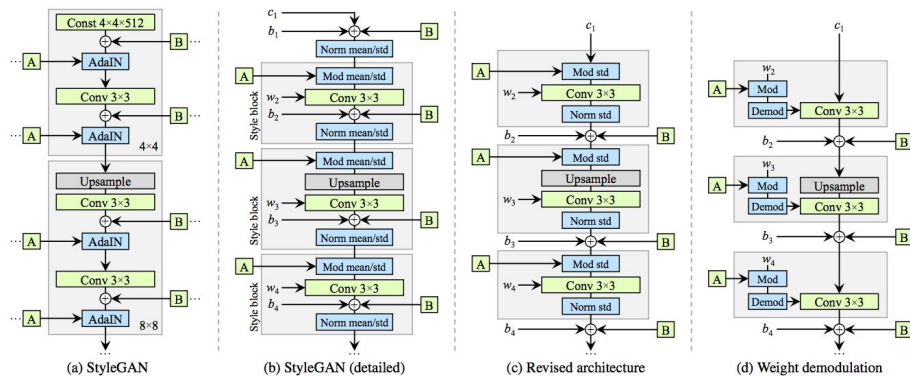 Const 4×4×512
B ...
... A
AdaIN
Conv 3×3
B ...
... A
AdaIN
4×4
Upsample
Conv 3×3
B ...
... A
AdaIN
Conv 3×3
B ...
... A
AdaIN
8×8
...
(a) StyleGAN
c₁
b₁
B
Norm mean/std
A
Mod mean/std
w₂
Conv 3×3
b₂
B
Norm mean/std
Style block
A
Mod mean/std
Upsample
w₃
Conv 3×3
b₃
B
Norm mean/std
Style block
A
Mod mean/std
w₄
Conv 3×3
b₄
B
Norm mean/std
Style block
...
(b) StyleGAN (detailed)
c₁
A
Mod std
w₂
Conv 3×3
Norm std
b₂
B
A
Mod std
Upsample
w₃
Conv 3×3
Norm std
b₃
B
A
Mod std
w₄
Conv 3×3
Norm std
b₄
B
...
(c) Revised architecture
c₁
w₂
A
Mod
Demod
Conv 3×3
b₂
B
w₃
A
Mod
Upsample
Demod
Conv 3×3
b₃
B
w₄
A
Mod
Demod
Conv 3×3
b₄
B
...
(d) Weight demodulation